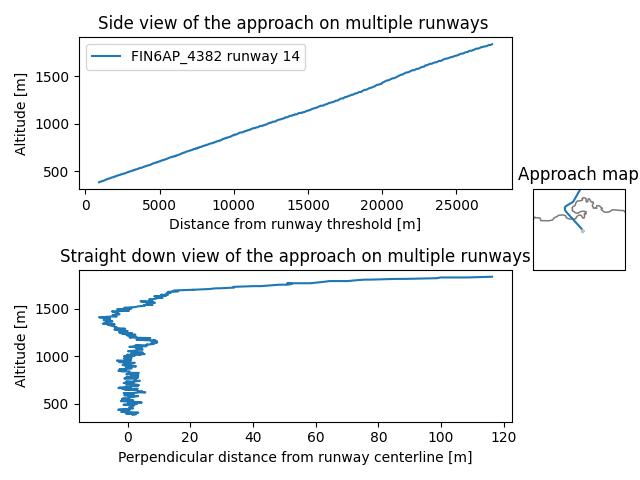 Side view of the approach on multiple runways
FIN6AP_4382 runway 14
Altitude [m]
1500
1000
500
0 5000 10000 15000 20000 25000
Distance from runway threshold [m]
Approach map
Straight down view of the approach on multiple runways
Altitude [m]
1500
1000
500
0 20 40 60 80 100 120
Perpendicular distance from runway centerline [m]